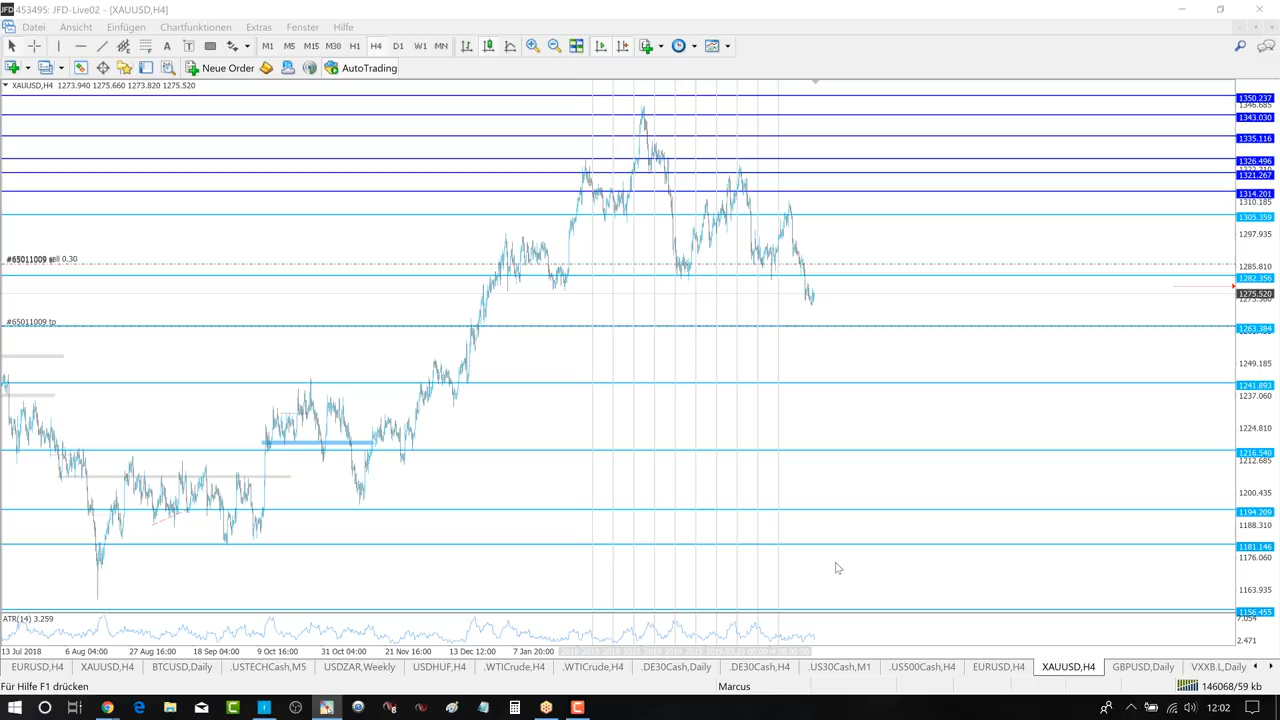 453495: JFD-Live02 - [XAUUSD,H4]
Datei Ansicht Einfügen Chartfunktionen Extras Fenster Hilfe
A T M1 M5 M15 M30 H1 H4 D1 W1 MN
Neue Order AutoTrading
XAUUSD,H4 1273.940 1275.660 1273.820 1275.520
1350.237
1346.685
1343.030
1335.116
1326.496
1321.267
1314.201
1310.185
1305.359
1297.935
#65011009 sell 0.30
1285.810
1282.356
1275.520
#65011009 tp
1263.384
1249.185
1241.893
1237.060
1224.810
1216.540
1212.685
1200.435
1194.209
1188.310
1181.146
1176.060
1163.935
1156.455
ATR(14) 3.259
7.054
2.471
13 Jul 2018 6 Aug 04:00 27 Aug 16:00 18 Sep 04:00 9 Oct 16:00 31 Oct 04:00 21 Nov 16:00 13 Dec 12:00 7 Jan 20:00
EURUSD,H4 XAUUSD,H4 BTCUSD,Daily .USTECHCash,M5 USDZAR,Weekly USDHUF,H4 .WTICrude,H4 .WTICrude,H4 .DE30Cash,Daily .DE30Cash,H4 .US30Cash,M1 .US500Cash,H4 EURUSD,H4 XAUUSD,H4 GBPUSD,Daily VXXB.L,Daily
Für Hilfe F1 drücken Marcus 146068/59 kb
12:02